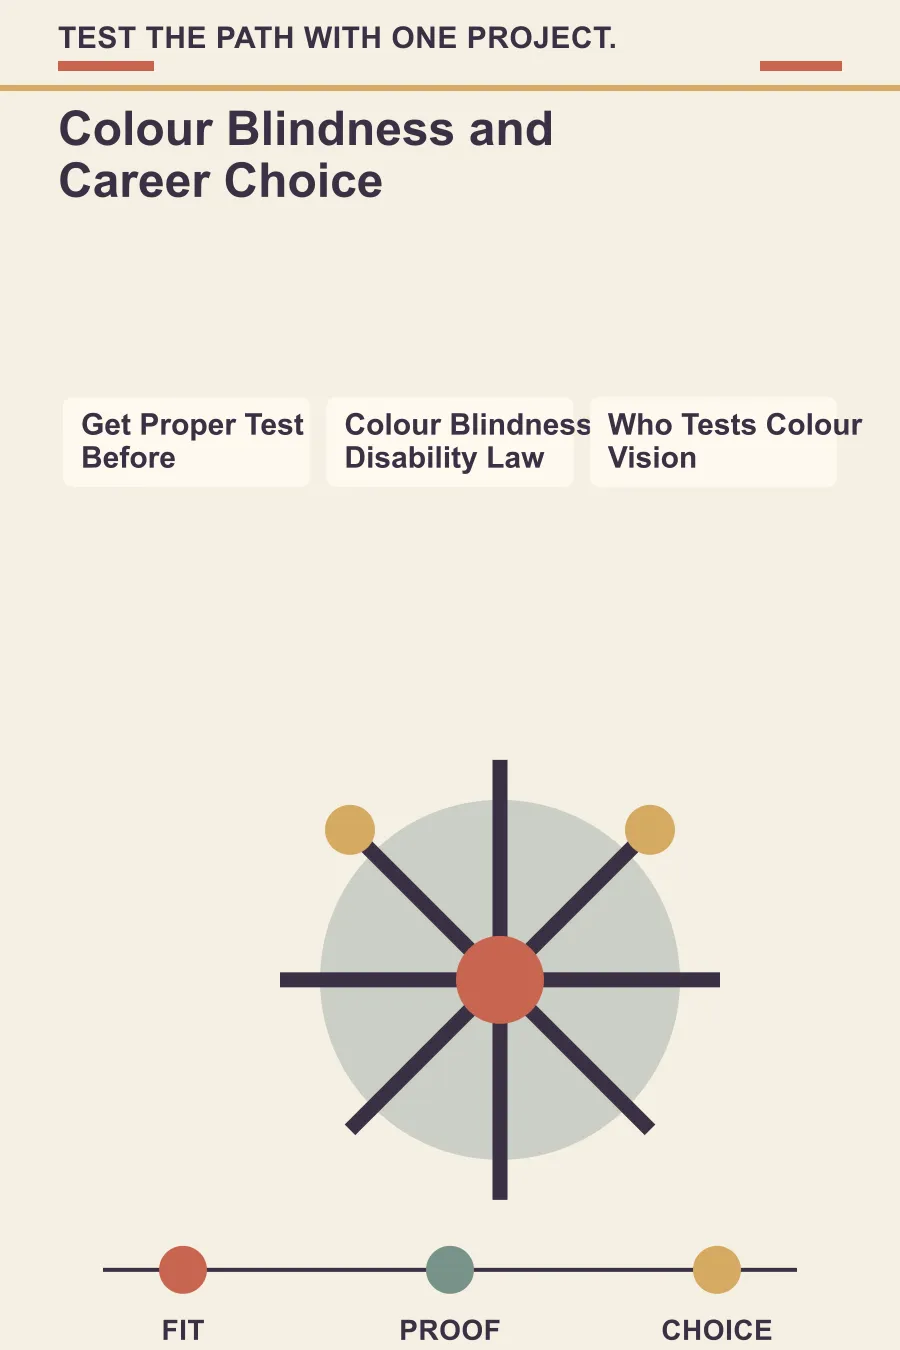 TEST THE PATH WITH ONE PROJECT.
Colour Blindness and
Career Choice
Get Proper Test
Before
Colour Blindness
Disability Law
Who Tests Colour
Vision
FIT
PROOF
CHOICE